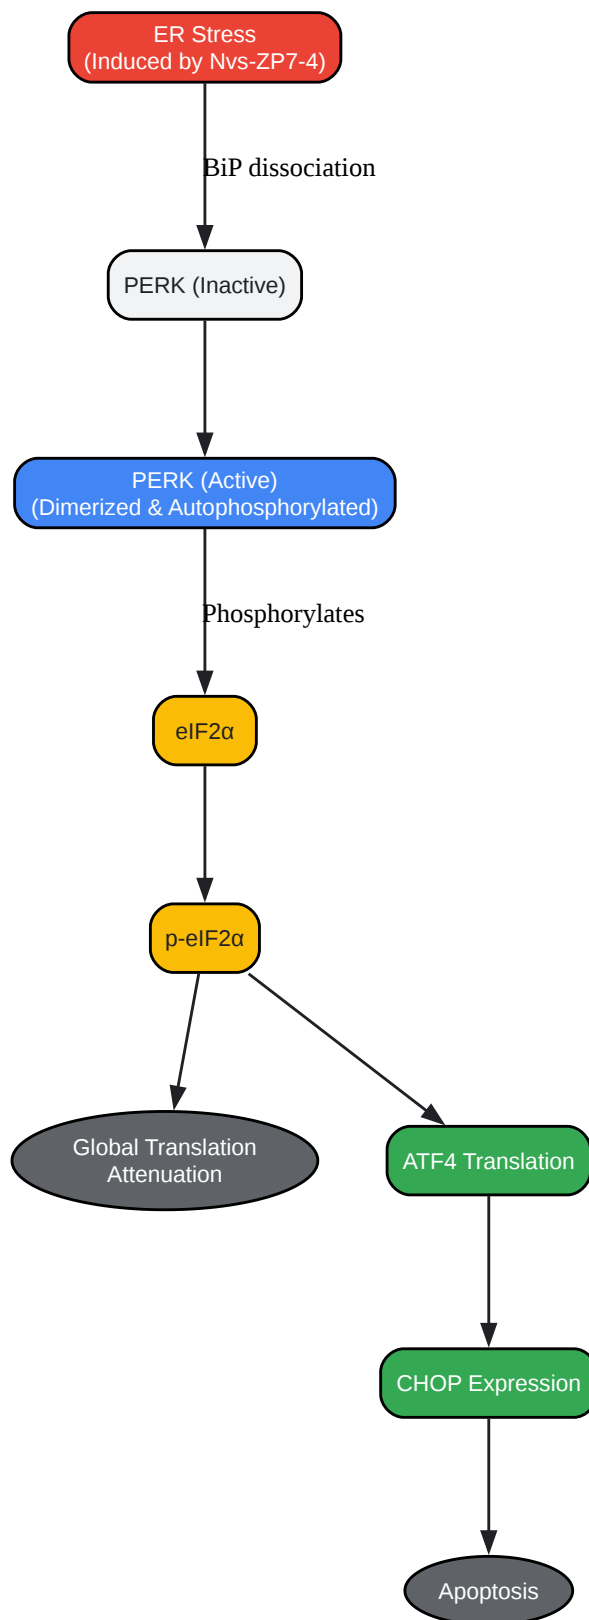 ER Stress
(Induced by Nvs-ZP7-4)
BiP dissociation
PERK (Inactive)
PERK (Active)
(Dimerized & Autophosphorylated)
Phosphorylates
eIF2α
p-eIF2α
Global Translation
Attenuation
ATF4 Translation
CHOP Expression
Apoptosis